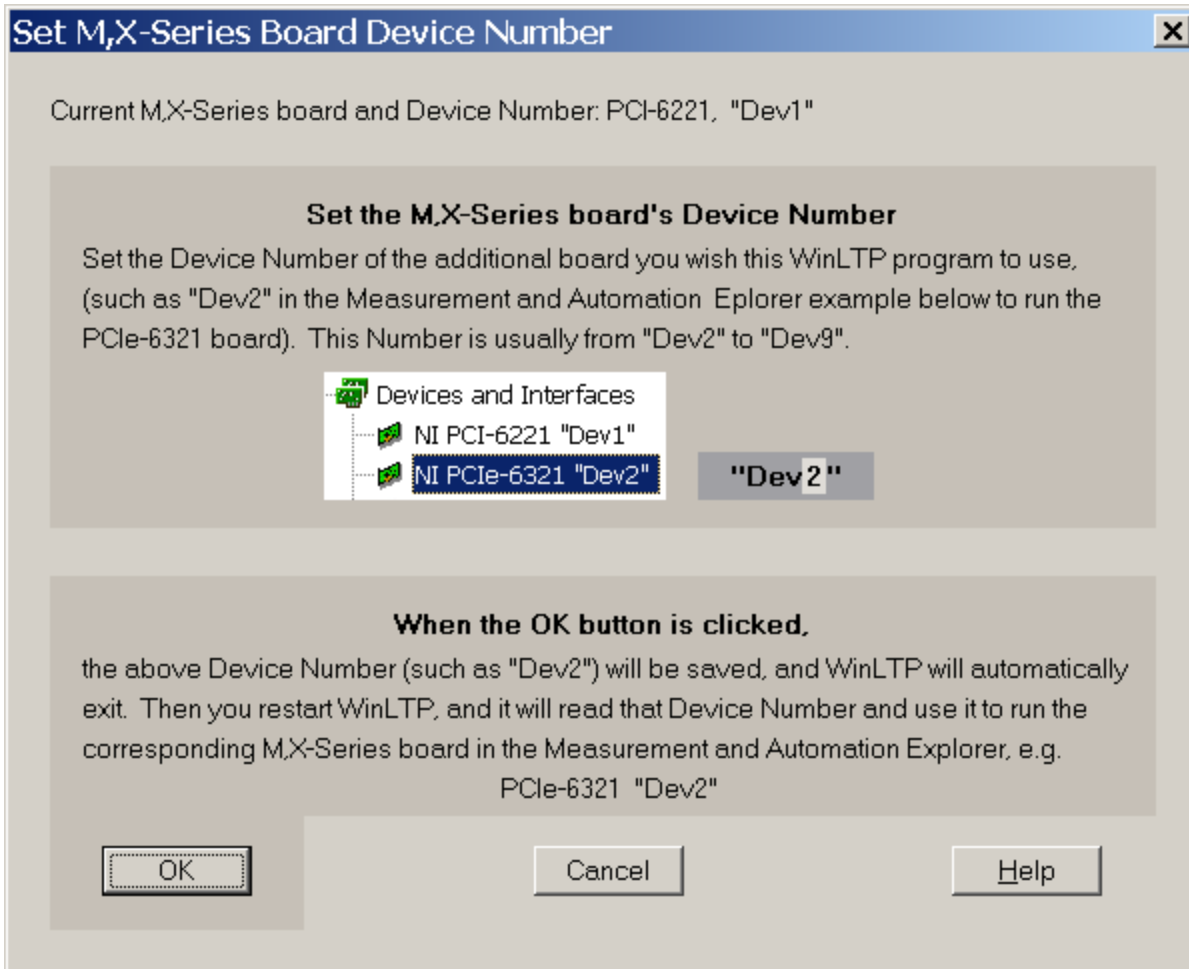 Set M,X-Series Board Device Number
Current M,X-Series board and Device Number: PCI-6221, "Dev1"
Set the M,X-Series board's Device Number
Set the Device Number of the additional board you wish this WinLTP program to use,
(such as "Dev2" in the Measurement and Automation Eplorer example below to run the
PCIe-6321 board). This Number is usually from "Dev2" to "Dev9".
Devices and Interfaces
NI PCI-6221 "Dev1"
NI PCIe-6321 "Dev2"
"Dev2"
When the OK button is clicked,
the above Device Number (such as "Dev2") will be saved, and WinLTP will automatically
exit. Then you restart WinLTP, and it will read that Device Number and use it to run the
corresponding M,X-Series board in the Measurement and Automation Explorer, e.g.
PCIe-6321 "Dev2"
OK
Cancel
Help